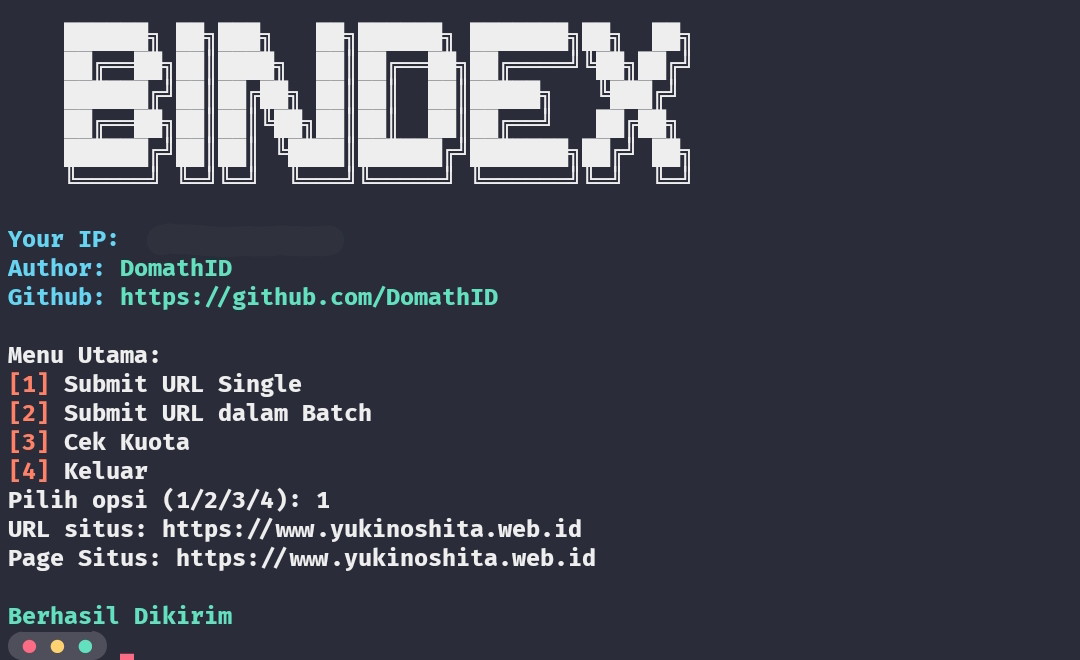 BINDEX
Your IP:
Author: DomathID
Github: https://github.com/DomathID
Menu Utama:
[1] Submit URL Single
[2] Submit URL dalam Batch
[3] Cek Kuota
[4] Keluar
Pilih opsi (1/2/3/4): 1
URL situs: https://www.yukinoshita.web.id
Page Situs: https://www.yukinoshita.web.id
Berhasil Dikirim